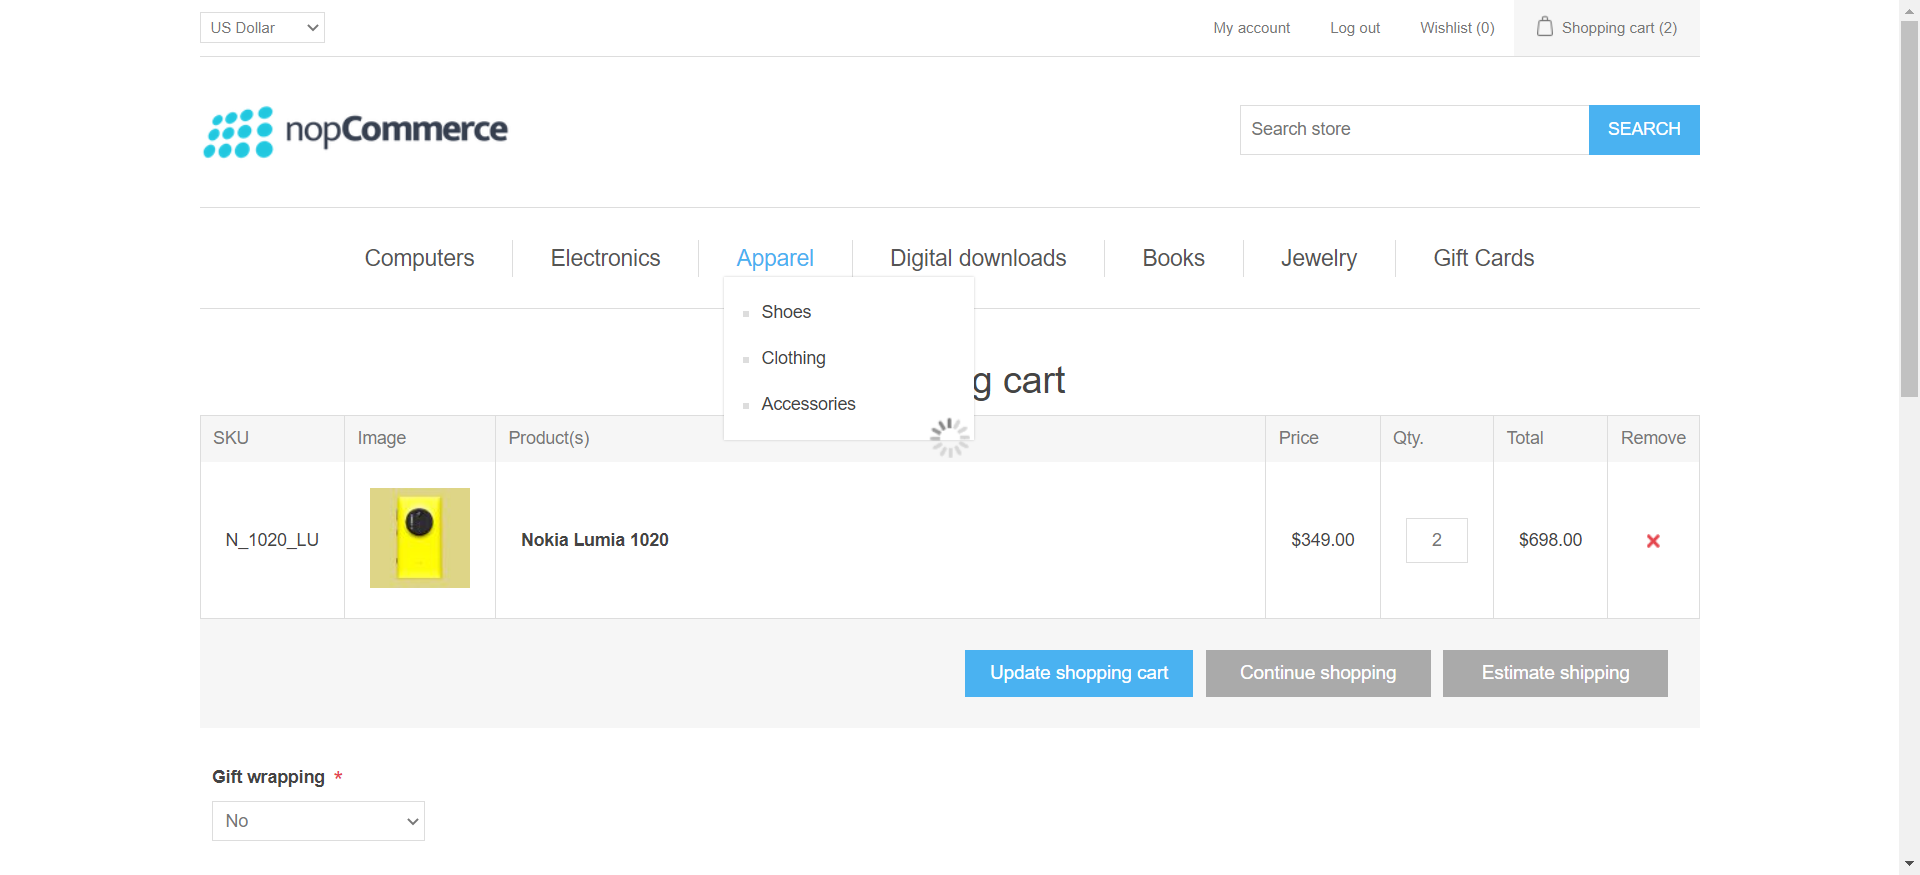 US Dollar
My account
Log out
Wishlist (0)
Shopping cart (2)
nopCommerce
Search store
SEARCH
Computers
Electronics
Apparel
Digital downloads
Books
Jewelry
Gift Cards
Shoes
Clothing
Accessories
g cart
SKU
Image
Product(s)
Price
Qty.
Total
Remove
N_1020_LU
Nokia Lumia 1020
$349.00
2
$698.00
Update shopping cart
Continue shopping
Estimate shipping
Gift wrapping *
No